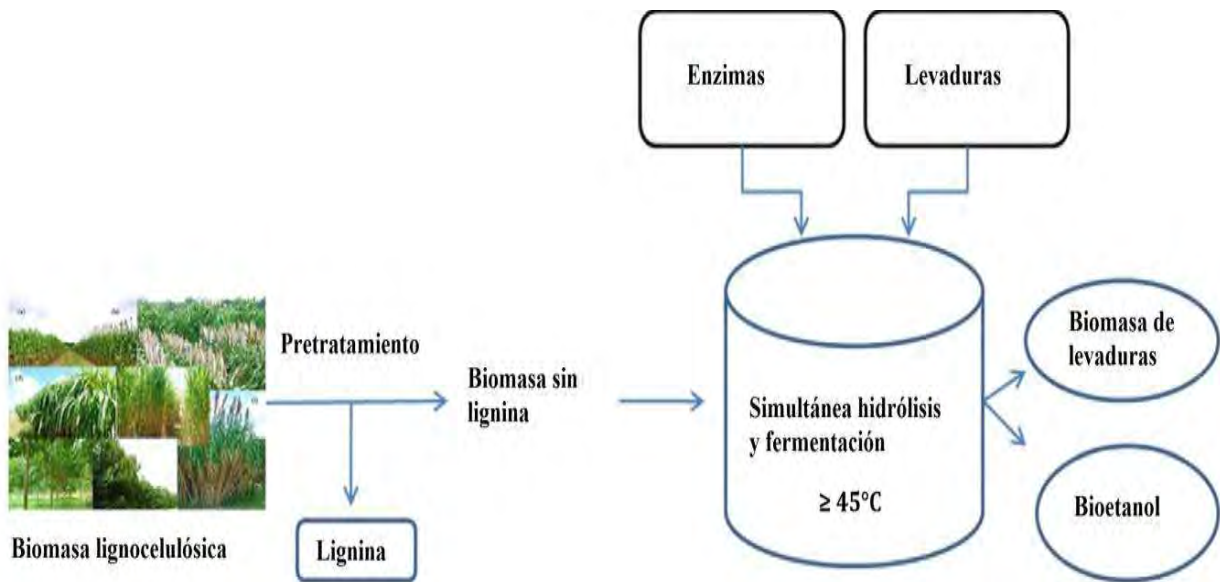 Enzimas
Levaduras
Pretratamiento
Biomasa sin
lignina
Simultánea hidrólisis
y fermentación
≥ 45°C
Biomasa de
levaduras
Bioetanol
Biomasa lignocelulósica
Lignina